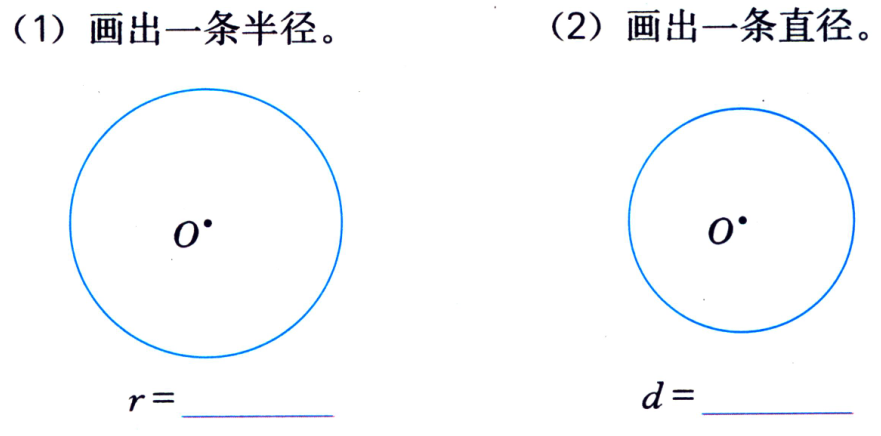 （1）画出一条半径。
（2）画出一条直径。
O
O
r=
d=